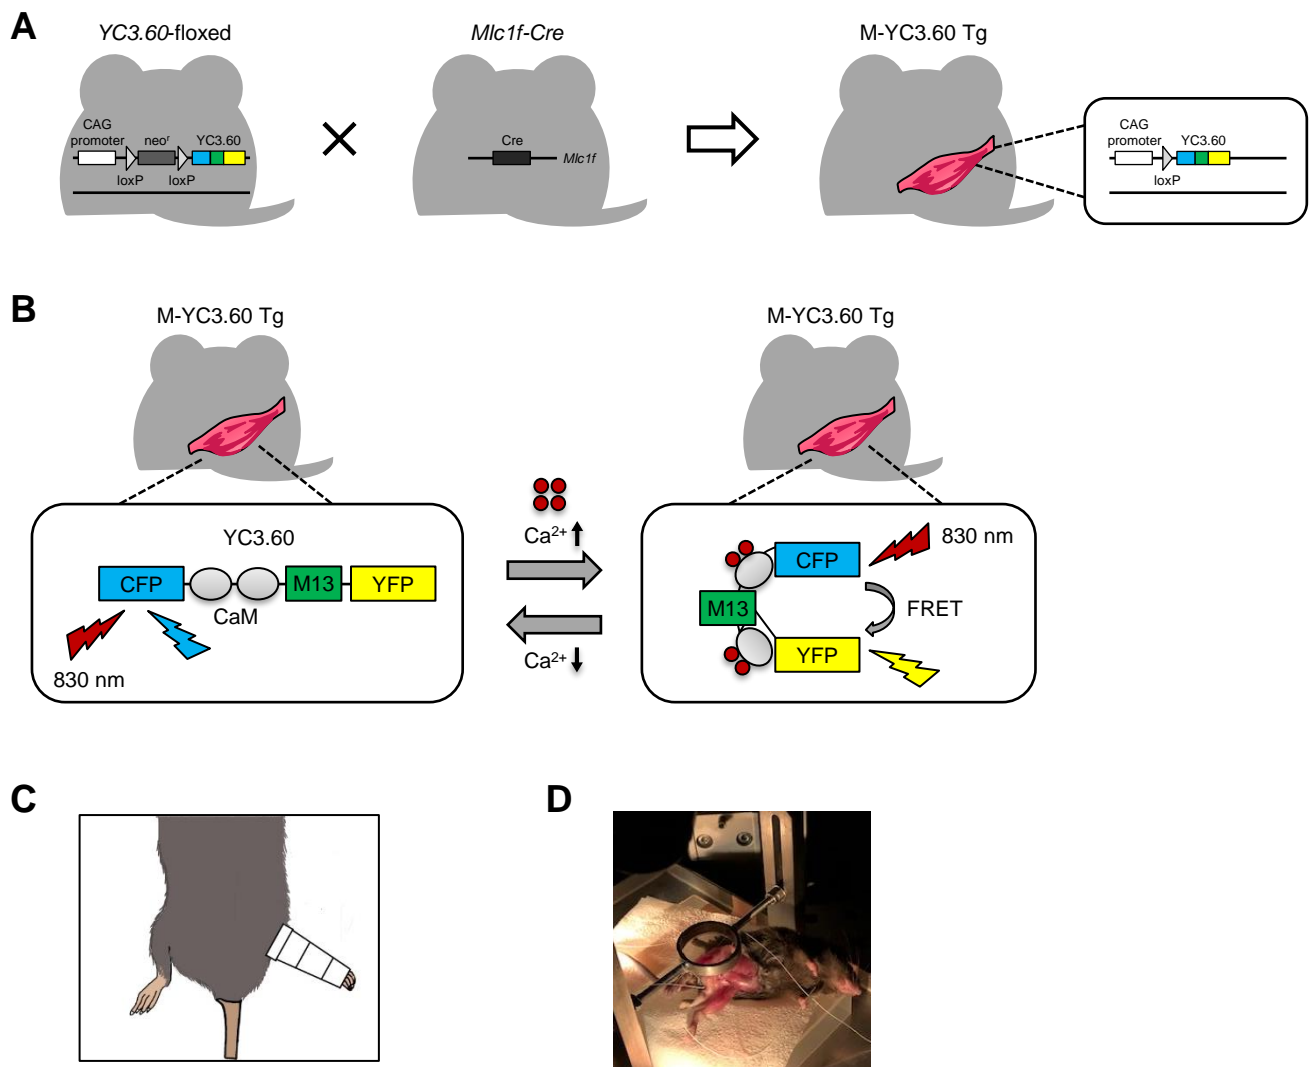 A
YC3.60-floxed
Mlc1f-Cre
M-YC3.60 Tg
CAG
promoter
neoʳ
YC3.60
loxP
loxP
Cre
Mlc1f
CAG
promoter
YC3.60
loxP
B
M-YC3.60 Tg
M-YC3.60 Tg
YC3.60
CFP
M13
YFP
CaM
830 nm
Ca²⁺
Ca²⁺
CFP
830 nm
M13
FRET
YFP
C
D